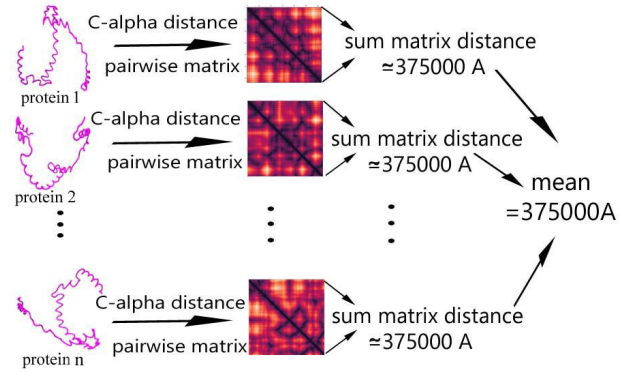 C-alpha distance
pairwise matrix
protein 1
sum matrix distance
≃375000 A
C-alpha distance
pairwise matrix
protein 2
sum matrix distance
≃375000 A
mean
=375000A
C-alpha distance
pairwise matrix
protein n
sum matrix distance
≃375000 A